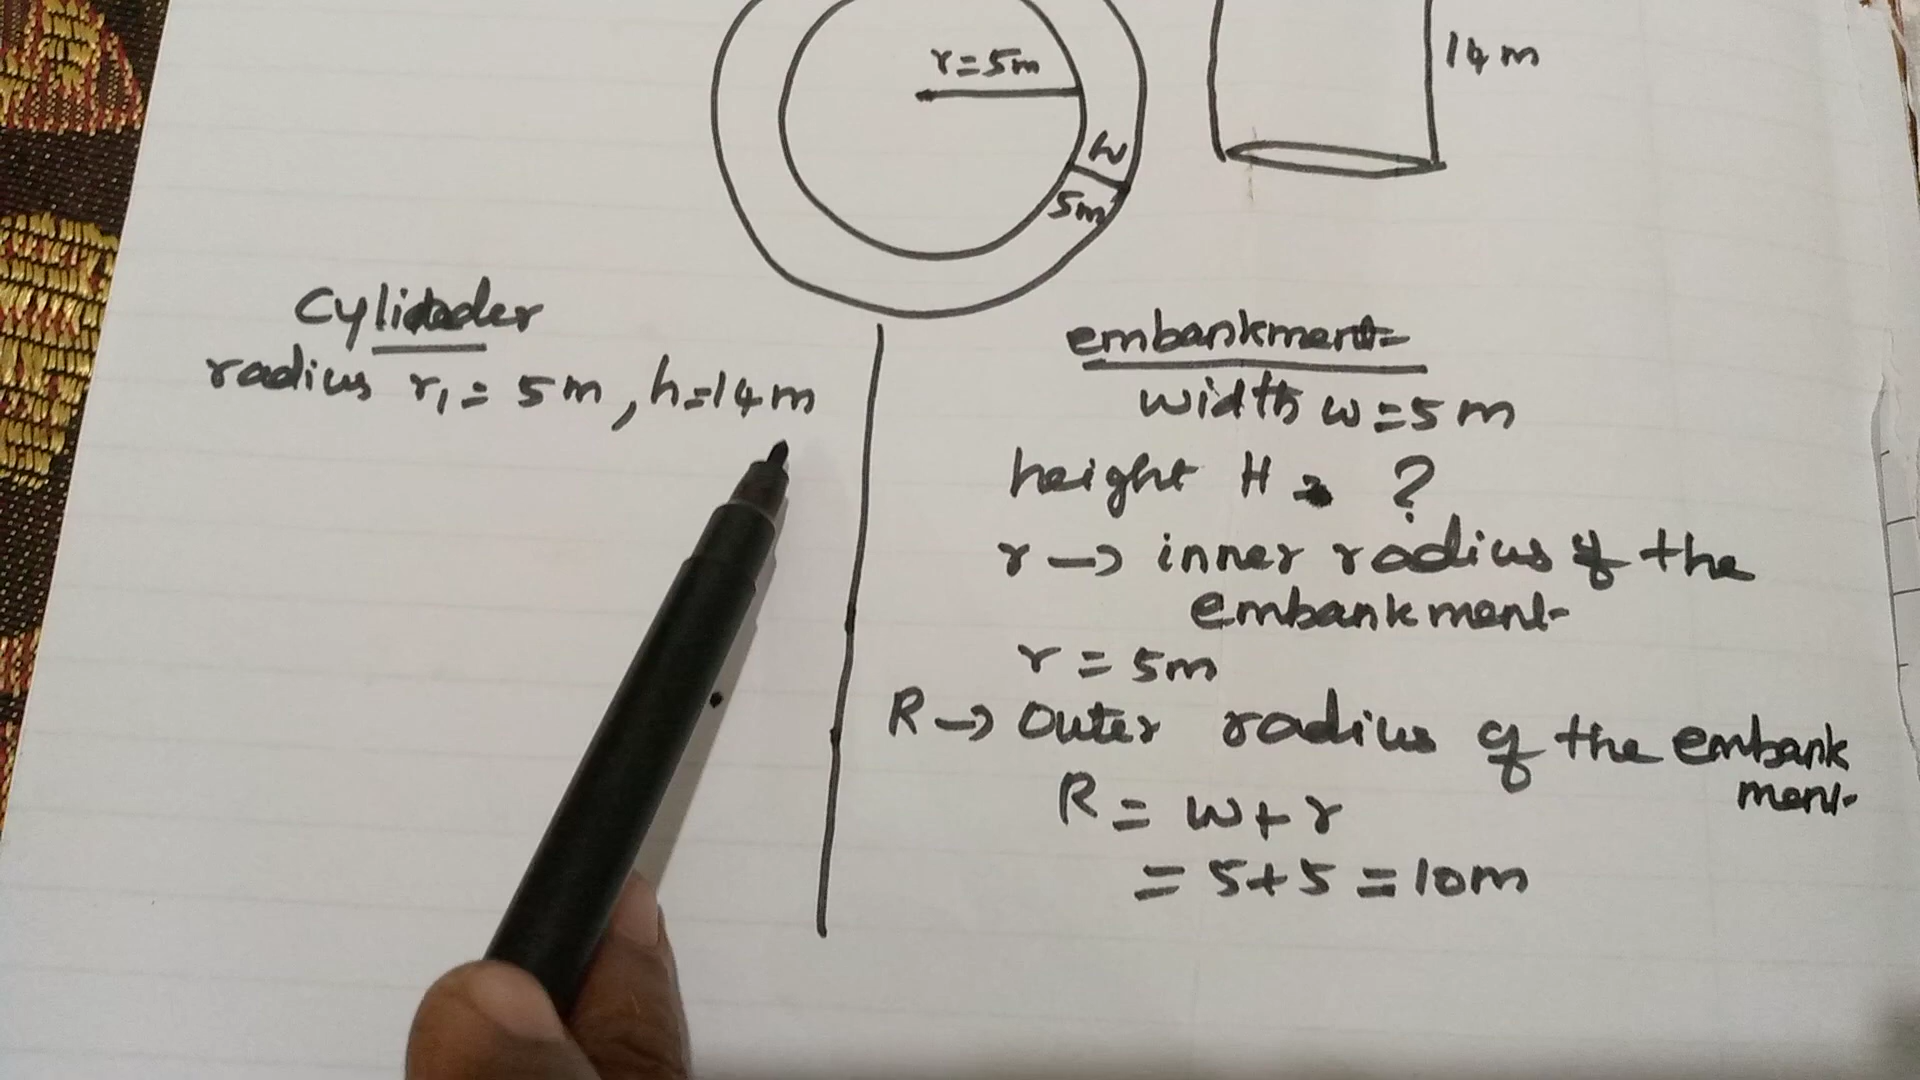 r=5m
14m
w
5m
Cylinder
radius r₁= 5m, h=14m
embankment
width w=5m
height H = ?
r → inner radius of the
embankment
r = 5m
R → Outer radius of the embank
ment
R = w+r
= 5+5 = 10m